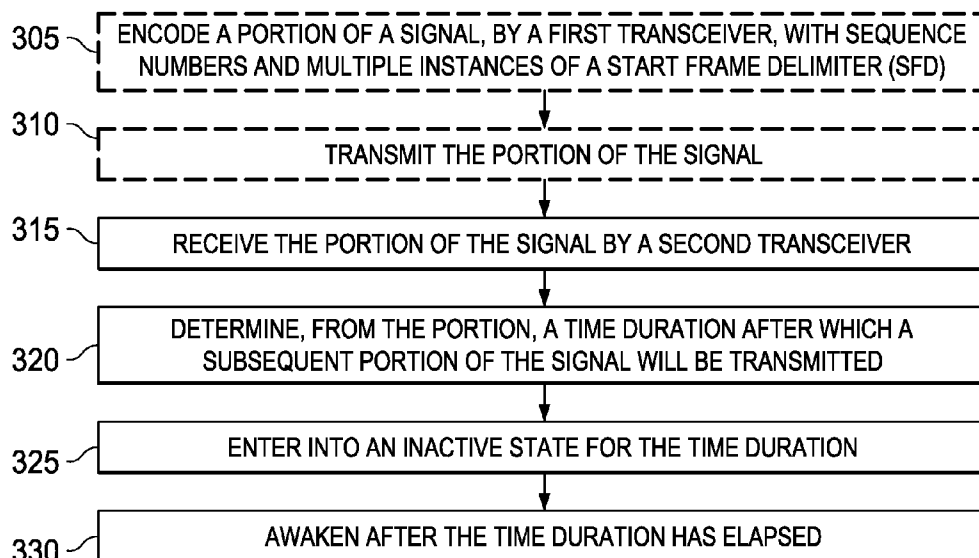 305
ENCODE A PORTION OF A SIGNAL, BY A FIRST TRANSCEIVER, WITH SEQUENCE
NUMBERS AND MULTIPLE INSTANCES OF A START FRAME DELIMITER (SFD)
310
TRANSMIT THE PORTION OF THE SIGNAL
315
RECEIVE THE PORTION OF THE SIGNAL BY A SECOND TRANSCEIVER
320
DETERMINE, FROM THE PORTION, A TIME DURATION AFTER WHICH A
SUBSEQUENT PORTION OF THE SIGNAL WILL BE TRANSMITTED
325
ENTER INTO AN INACTIVE STATE FOR THE TIME DURATION
330
AWAKEN AFTER THE TIME DURATION HAS ELAPSED